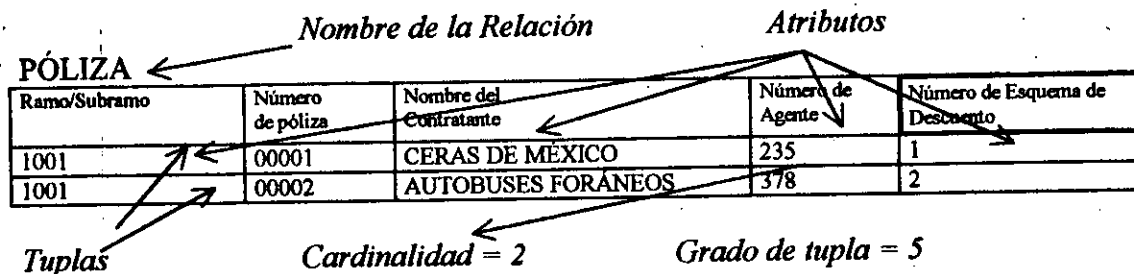 Nombre de la Relación Atributos
PÓLIZA
Ramo/Subramo Número de póliza Nombre del Contratante Número de Agente Número de Esquema de Descuento
1001 00001 CERAS DE MÉXICO 235 1
1001 00002 AUTOBUSES FORÁNEOS 378 2
Tuplas Cardinalidad = 2 Grado de tupla = 5